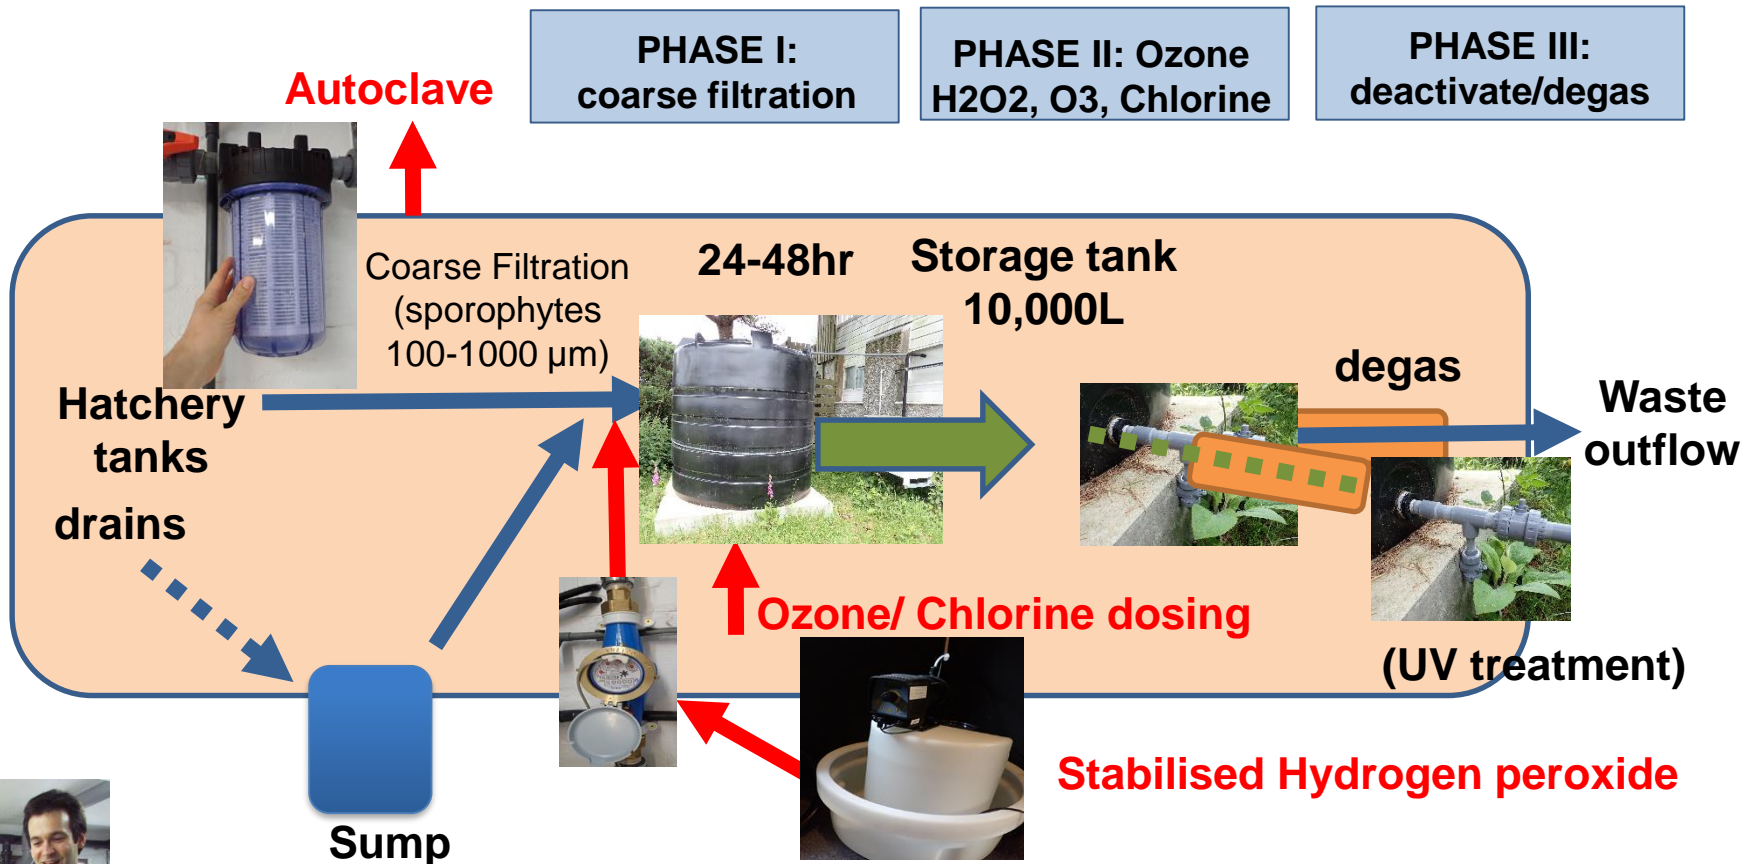 PHASE I:
coarse filtration
PHASE II: Ozone
H2O2, O3, Chlorine
PHASE III:
deactivate/degas
Autoclave
Coarse Filtration
(sporophytes
100-1000 µm)
24-48hr
Storage tank
10,000L
degas
Hatchery
tanks
Waste
outflow
drains
Ozone/ Chlorine dosing
(UV treatment)
Stabilised Hydrogen peroxide
Sump